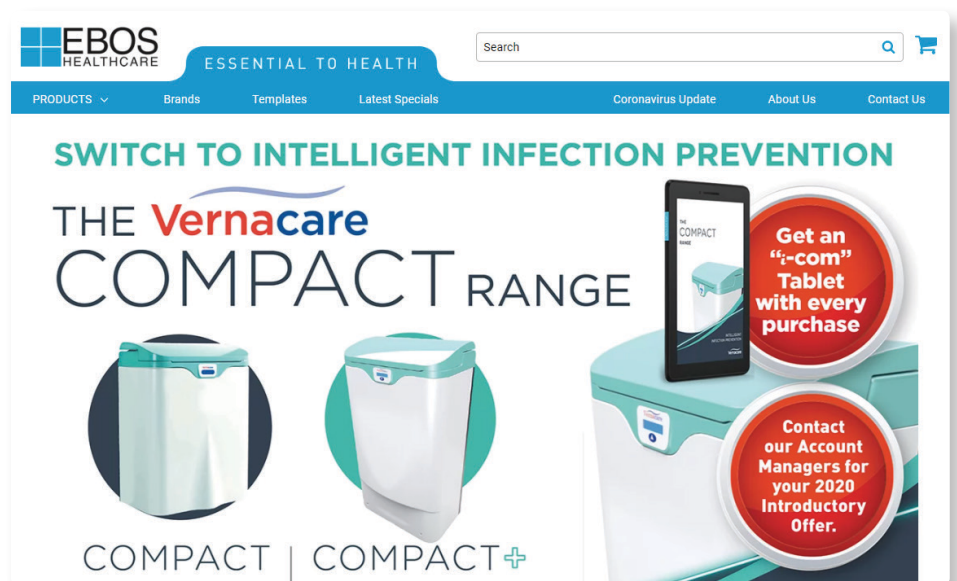 EBOS
HEALTHCARE
ESSENTIAL TO HEALTH
Search
PRODUCTS
Brands
Templates
Latest Specials
Coronavirus Update
About Us
Contact Us
SWITCH TO INTELLIGENT INFECTION PREVENTION
THE Vernacare
COMPACT RANGE
THE
COMPACT
RANGE
Get an
“i-com”
Tablet
with every
purchase
Contact
our Account
Managers for
your 2020
Introductory
Offer.
COMPACT | COMPACT+